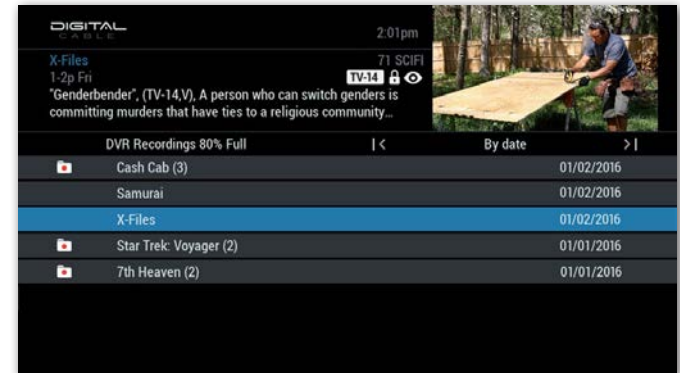 DIGITAL
CABLE
2:01pm
X-Files 71 SCIFI
1-2p Fri TV-14
"Genderbender", (TV-14,V), A person who can switch genders is
committing murders that have ties to a religious community...
DVR Recordings 80% Full |< By date >|
Cash Cab (3) 01/02/2016
Samurai 01/02/2016
X-Files 01/02/2016
Star Trek: Voyager (2) 01/01/2016
7th Heaven (2) 01/01/2016